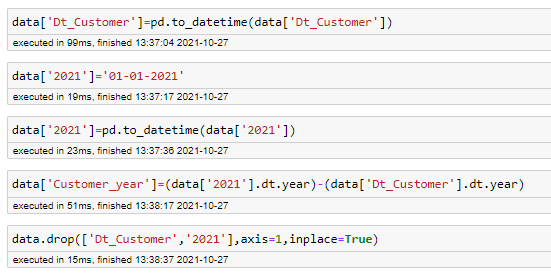 data['Dt_Customer']=pd.to_datetime(data['Dt_Customer'])
executed in 99ms, finished 13:37:04 2021-10-27
data['2021']='01-01-2021'
executed in 19ms, finished 13:37:17 2021-10-27
data['2021']=pd.to_datetime(data['2021'])
executed in 23ms, finished 13:37:36 2021-10-27
data['Customer_year']=(data['2021'].dt.year)-(data['Dt_Customer'].dt.year)
executed in 51ms, finished 13:38:17 2021-10-27
data.drop(['Dt_Customer','2021'],axis=1,inplace=True)
executed in 15ms, finished 13:38:37 2021-10-27